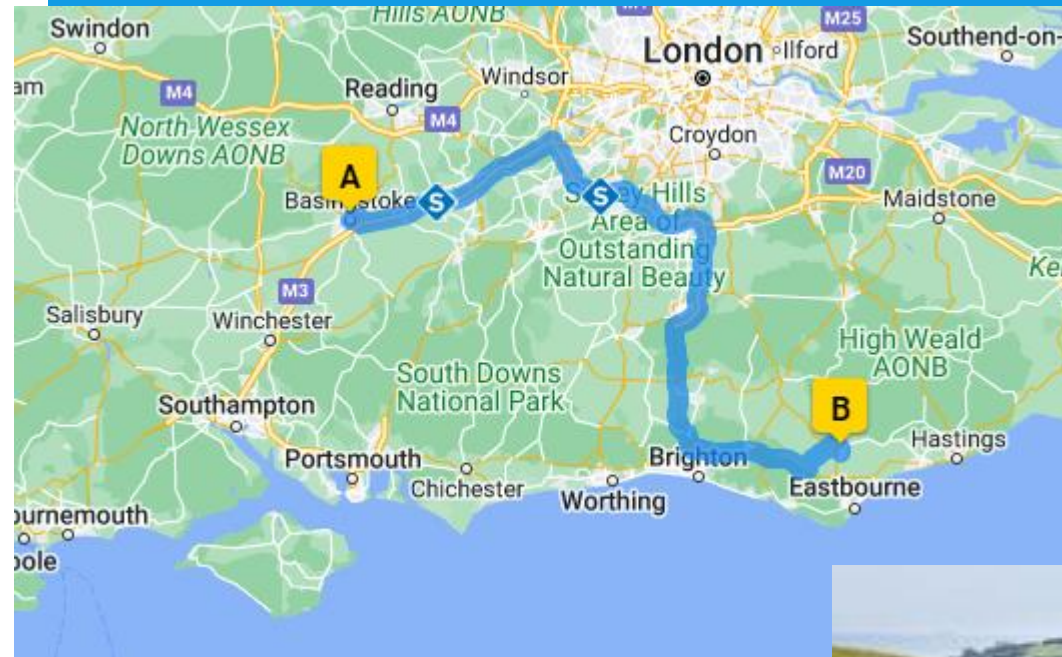 Hills AONB
Swindon
M25
Southend-on-
London
Ilford
Windsor
Reading
M4
M4
North Wessex
Downs AONB
Croydon
M20
A
S
S
Maidstone
Hills
Area of
Outstanding
Natural Beauty
M3
Salisbury
Winchester
High Weald
AONB
South Downs
National Park
B
Southampton
Hastings
Portsmouth
Brighton
Chichester
Worthing
Eastbourne
ournemouth
oole